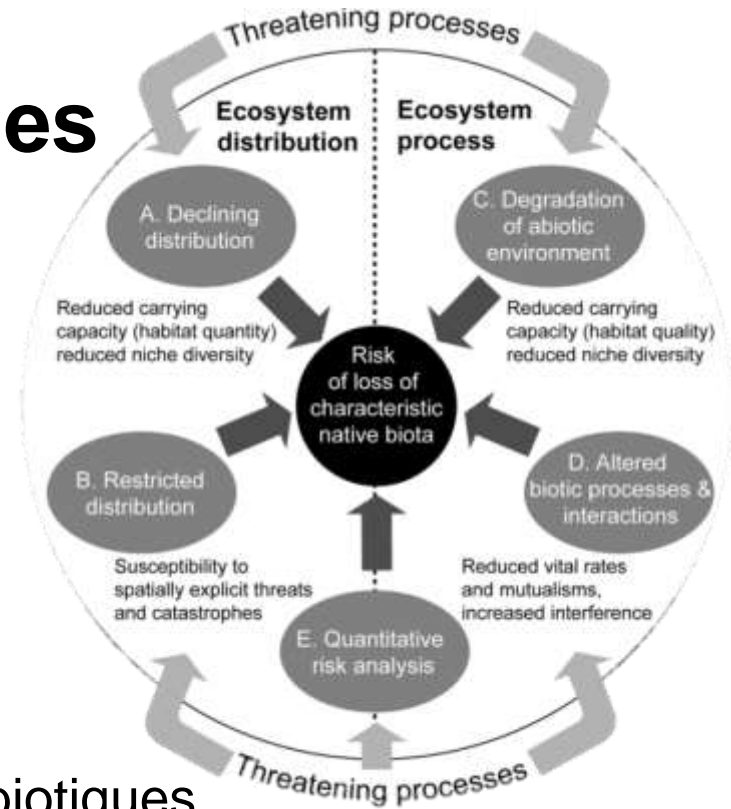 Threatening processes
es
Ecosystem
distribution
Ecosystem
process
A. Declining
distribution
C. Degradation
of abiotic
environment
Reduced carrying
capacity (habitat quantity)
reduced niche diversity
Reduced carrying
capacity (habitat quality)
reduced niche diversity
Risk
of loss of
characteristic
native biota
B. Restricted
distribution
D. Altered
biotic processes &
interactions
Susceptibility to
spatially explicit threats
and catastrophes
Reduced vital rates
and mutualisms,
increased interference
E. Quantitative
risk analysis
Threatening processes
biotiques